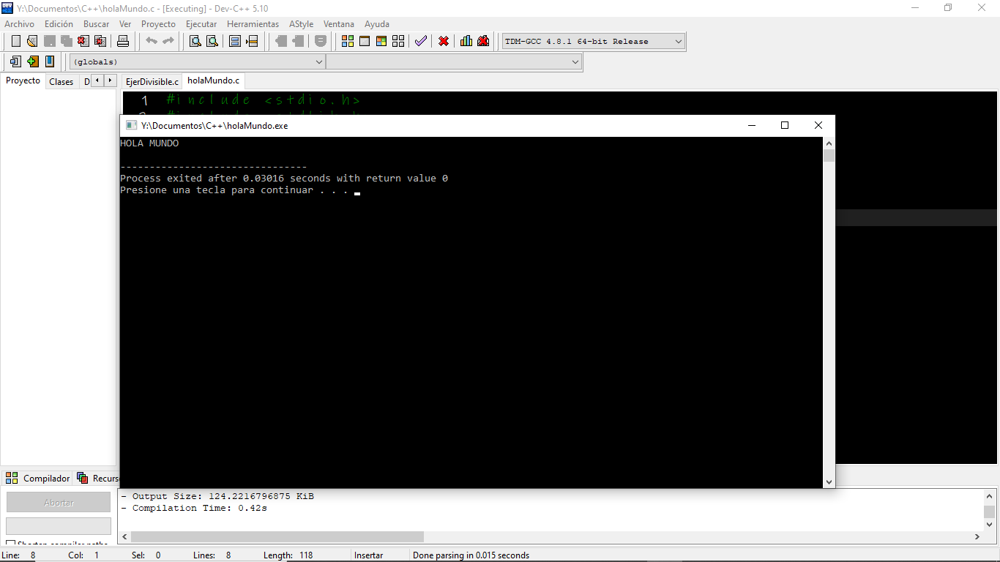 Y:\Documentos\C++\holaMundo.c - [Executing] - Dev-C++ 5.10
Archivo Edición Buscar Ver Proyecto Ejecutar Herramientas AStyle Ventana Ayuda
TDM-GCC 4.8.1 64-bit Release
(globals)
Proyecto Clases D EjerDivisible.c holaMundo.c
1 #include <stdio.h>
Y:\Documentos\C++\holaMundo.exe
HOLA MUNDO
--------------------------------
Process exited after 0.03016 seconds with return value 0
Presione una tecla para continuar . . .
Compilador Recurs
Abortar
- Output Size: 124.2216796875 KiB
- Compilation Time: 0.42s
Line: 8 Col: 1 Sel: 0 Lines: 8 Length: 118 Insertar Done parsing in 0.015 seconds